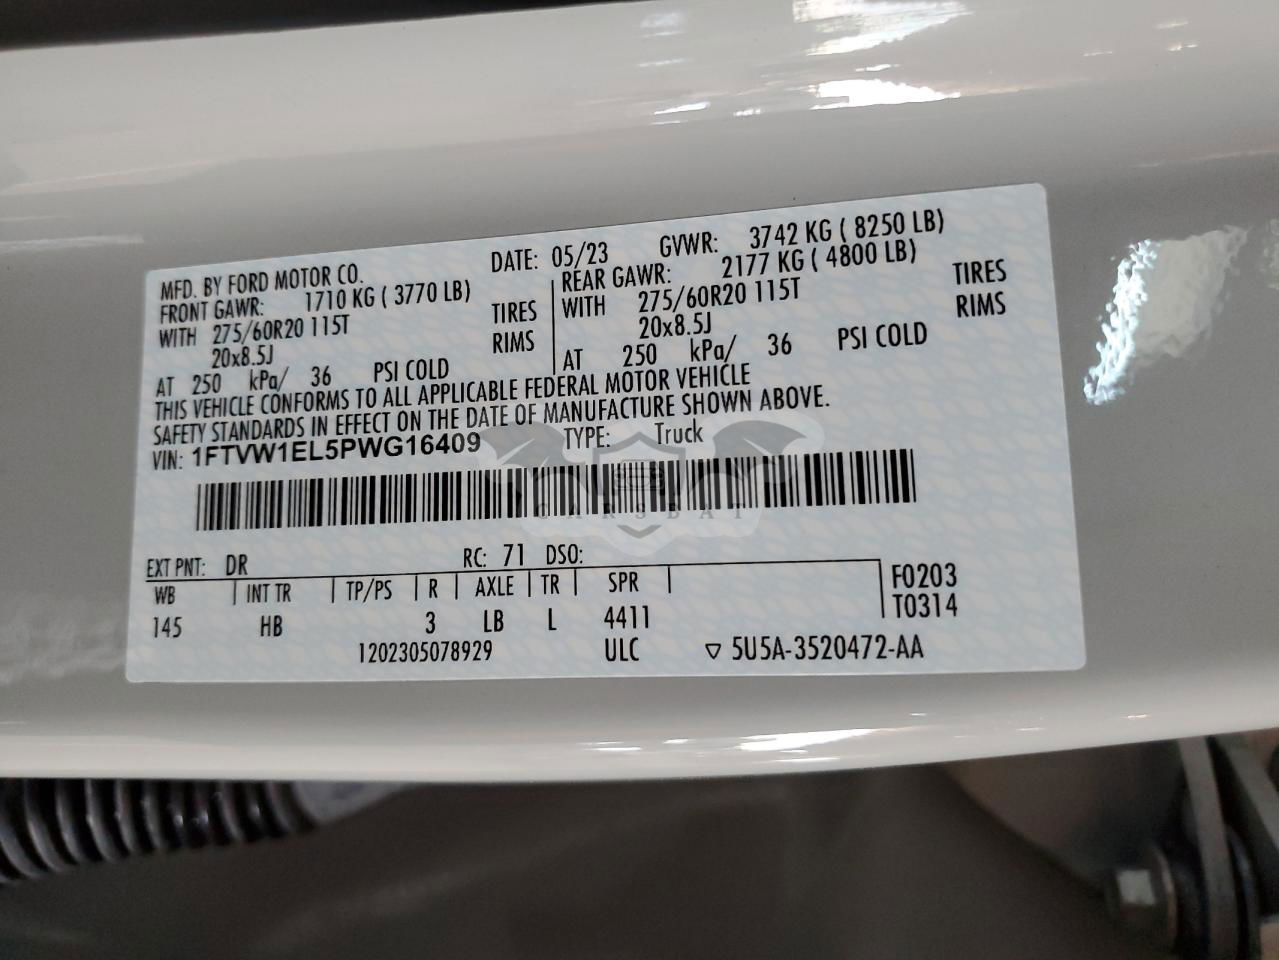 MFD. BY FORD MOTOR CO. DATE: 05/23 GVWR: 3742 KG ( 8250 LB)
FRONT GAWR: 1710 KG ( 3770 LB) REAR GAWR: 2177 KG ( 4800 LB)
WITH 275/60R20 115T TIRES WITH 275/60R20 115T TIRES
20x8.5J RIMS 20x8.5J RIMS
AT 250 kPa/ 36 PSI COLD AT 250 kPa/ 36 PSI COLD
THIS VEHICLE CONFORMS TO ALL APPLICABLE FEDERAL MOTOR VEHICLE
SAFETY STANDARDS IN EFFECT ON THE DATE OF MANUFACTURE SHOWN ABOVE.
VIN: 1FTVW1EL5PWG16409 TYPE: Truck
CARSBAT
EXT PNT: DR RC: 71 DSO:
WB INT TR TP/PS R AXLE TR SPR F0203
145 HB 3 LB L 4411 T0314
1202305078929 ULC ▽ 5U5A-3520472-AA